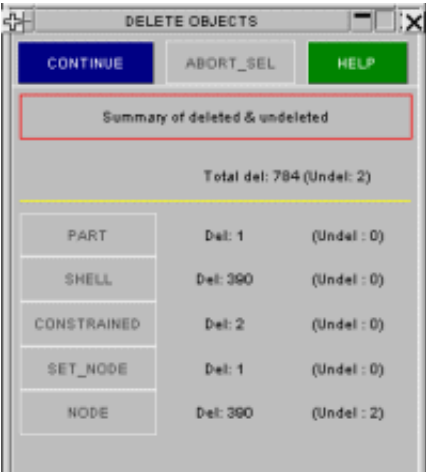 DELETE OBJECTS
CONTINUE ABORT_SEL HELP
Summary of deleted & undeleted
Total del: 784 (Undel: 2)
PART Del: 1 (Undel : 0)
SHELL Del: 390 (Undel : 0)
CONSTRAINED Del: 2 (Undel : 0)
SET_NODE Del: 1 (Undel : 0)
NODE Del: 390 (Undel : 2)